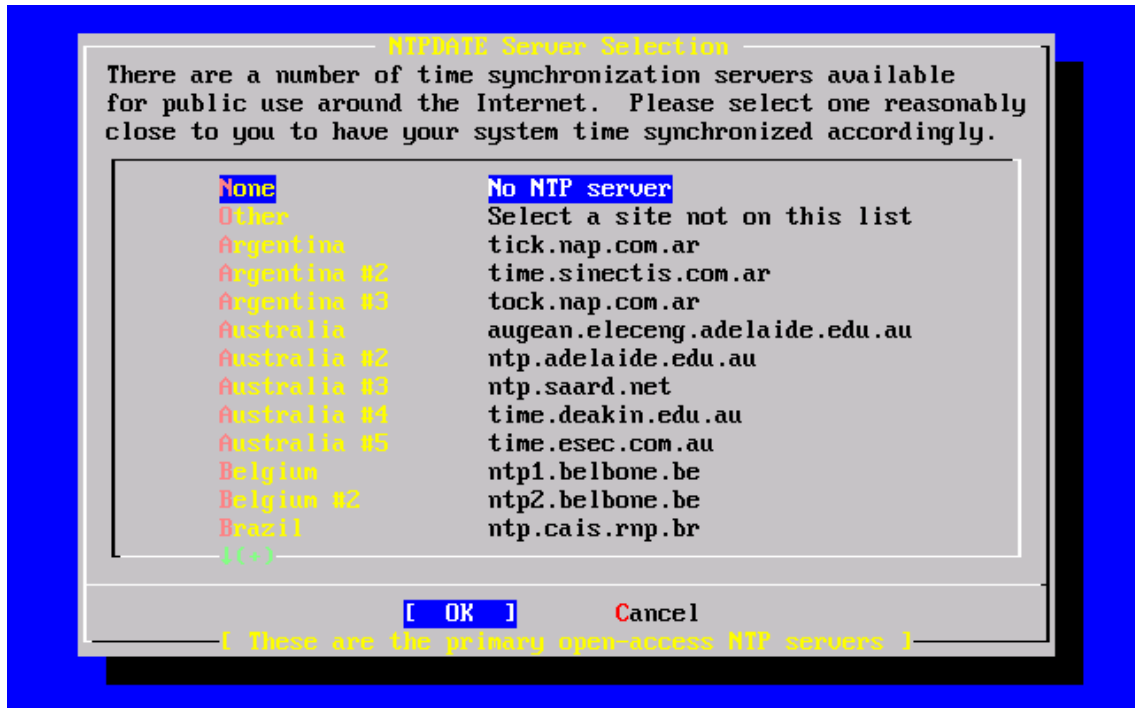 NTPDATE Server Selection
There are a number of time synchronization servers available
for public use around the Internet.  Please select one reasonably
close to you to have your system time synchronized accordingly.
None No NTP server
Other Select a site not on this list
Argentina tick.nap.com.ar
Argentina #2 time.sinectis.com.ar
Argentina #3 tock.nap.com.ar
Australia augean.eleceng.adelaide.edu.au
Australia #2 ntp.adelaide.edu.au
Australia #3 ntp.saard.net
Australia #4 time.deakin.edu.au
Australia #5 time.esec.com.au
Belgium ntp1.belbone.be
Belgium #2 ntp2.belbone.be
Brazil ntp.cais.rnp.br
↓(+)
[ OK ] Cancel
[ These are the primary open-access NTP servers ]